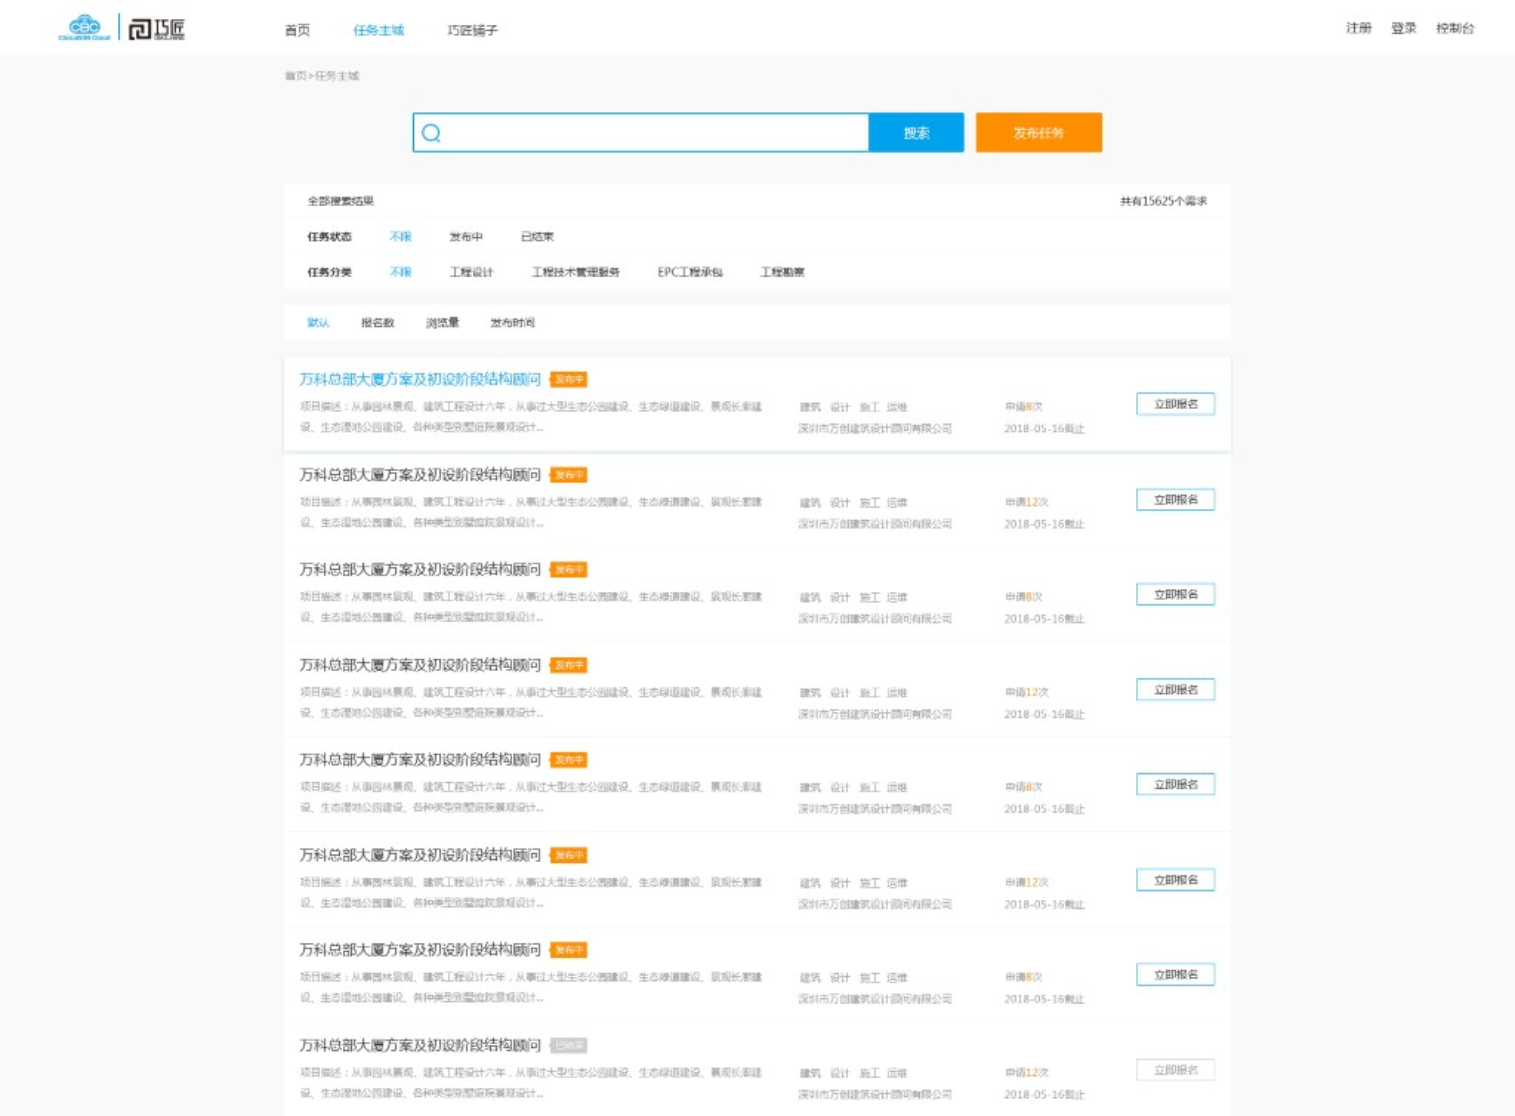 cec 巧匠
首页 任务主城 巧匠铺子 注册 登录 控制台
首页>任务主城
搜索 发布任务
全部搜索结果 共有15625个需求
任务状态 不限 发布中 已结束
任务分类 不限 工程设计 工程技术管理服务 EPC工程承包 工程勘察
默认 报名数 浏览量 发布时间
万科总部大厦方案及初设阶段结构顾问 发布中
项目描述：从事园林景观、建筑工程设计六年，从事过大型生态公园建设、生态绿道建设、景观长廊建 建筑 设计 施工 运维 申请8次 立即报名
设、生态湿地公园建设、各种类型别墅庭院景观设计... 深圳市万创建筑设计顾问有限公司 2018-05-16截止
万科总部大厦方案及初设阶段结构顾问 发布中
项目描述：从事园林景观、建筑工程设计六年，从事过大型生态公园建设、生态绿道建设、景观长廊建 建筑 设计 施工 运维 申请12次 立即报名
设、生态湿地公园建设、各种类型别墅庭院景观设计... 深圳市万创建筑设计顾问有限公司 2018-05-16截止
万科总部大厦方案及初设阶段结构顾问 发布中
项目描述：从事园林景观、建筑工程设计六年，从事过大型生态公园建设、生态绿道建设、景观长廊建 建筑 设计 施工 运维 申请8次 立即报名
设、生态湿地公园建设、各种类型别墅庭院景观设计... 深圳市万创建筑设计顾问有限公司 2018-05-16截止
万科总部大厦方案及初设阶段结构顾问 发布中
项目描述：从事园林景观、建筑工程设计六年，从事过大型生态公园建设、生态绿道建设、景观长廊建 建筑 设计 施工 运维 申请12次 立即报名
设、生态湿地公园建设、各种类型别墅庭院景观设计... 深圳市万创建筑设计顾问有限公司 2018-05-16截止
万科总部大厦方案及初设阶段结构顾问 发布中
项目描述：从事园林景观、建筑工程设计六年，从事过大型生态公园建设、生态绿道建设、景观长廊建 建筑 设计 施工 运维 申请8次 立即报名
设、生态湿地公园建设、各种类型别墅庭院景观设计... 深圳市万创建筑设计顾问有限公司 2018-05-16截止
万科总部大厦方案及初设阶段结构顾问 发布中
项目描述：从事园林景观、建筑工程设计六年，从事过大型生态公园建设、生态绿道建设、景观长廊建 建筑 设计 施工 运维 申请12次 立即报名
设、生态湿地公园建设、各种类型别墅庭院景观设计... 深圳市万创建筑设计顾问有限公司 2018-05-16截止
万科总部大厦方案及初设阶段结构顾问 发布中
项目描述：从事园林景观、建筑工程设计六年，从事过大型生态公园建设、生态绿道建设、景观长廊建 建筑 设计 施工 运维 申请8次 立即报名
设、生态湿地公园建设、各种类型别墅庭院景观设计... 深圳市万创建筑设计顾问有限公司 2018-05-16截止
万科总部大厦方案及初设阶段结构顾问 已结束
项目描述：从事园林景观、建筑工程设计六年，从事过大型生态公园建设、生态绿道建设、景观长廊建 建筑 设计 施工 运维 申请12次 立即报名
设、生态湿地公园建设、各种类型别墅庭院景观设计... 深圳市万创建筑设计顾问有限公司 2018-05-16截止